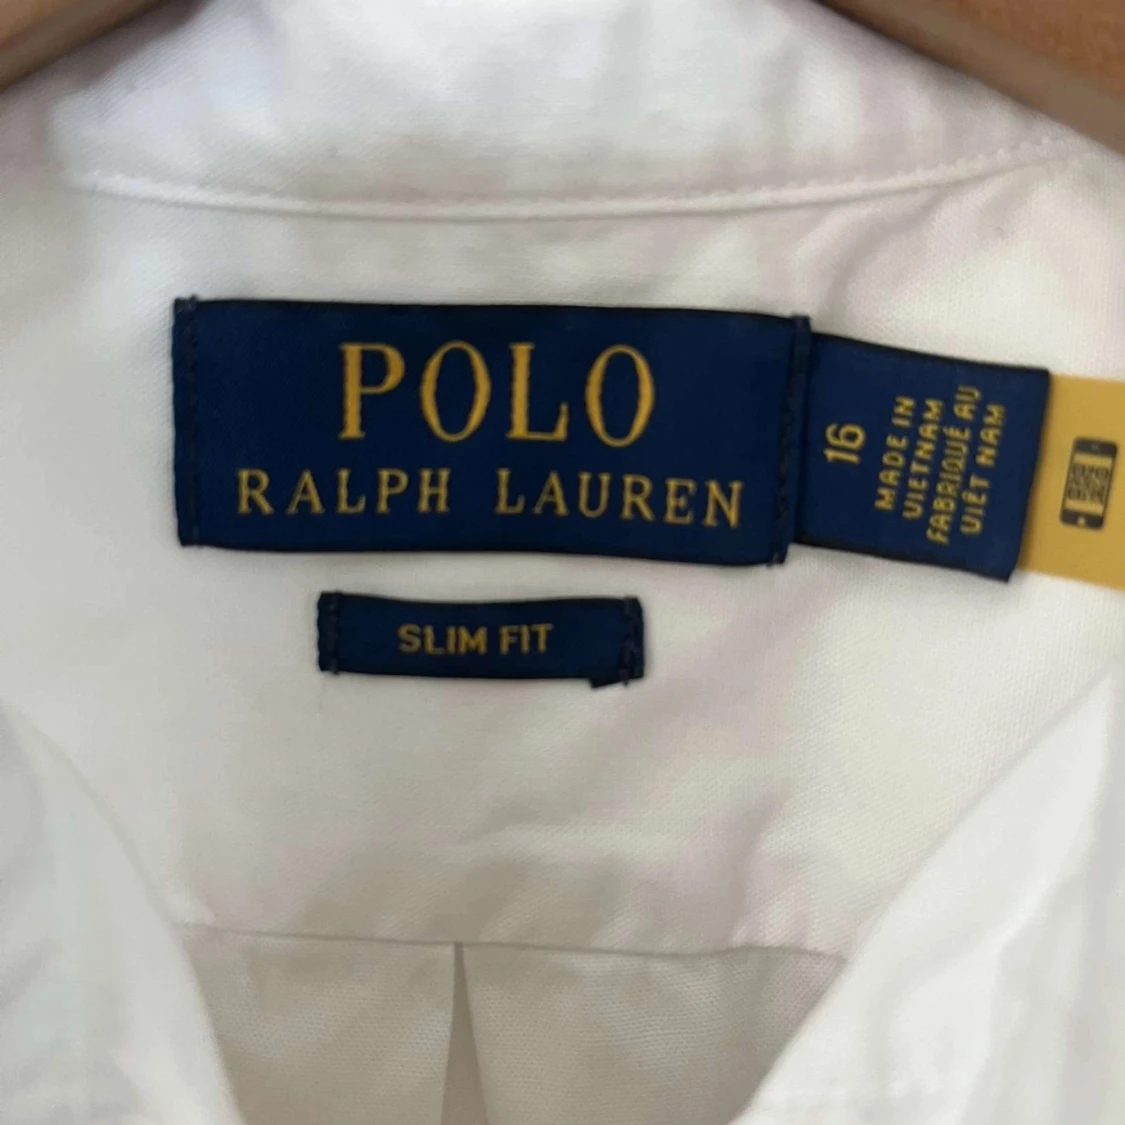 POLO
RALPH LAUREN
16
MADE IN
VIETNAM
FABRIQUÉ AU
VIÊT NAM
SLIM FIT